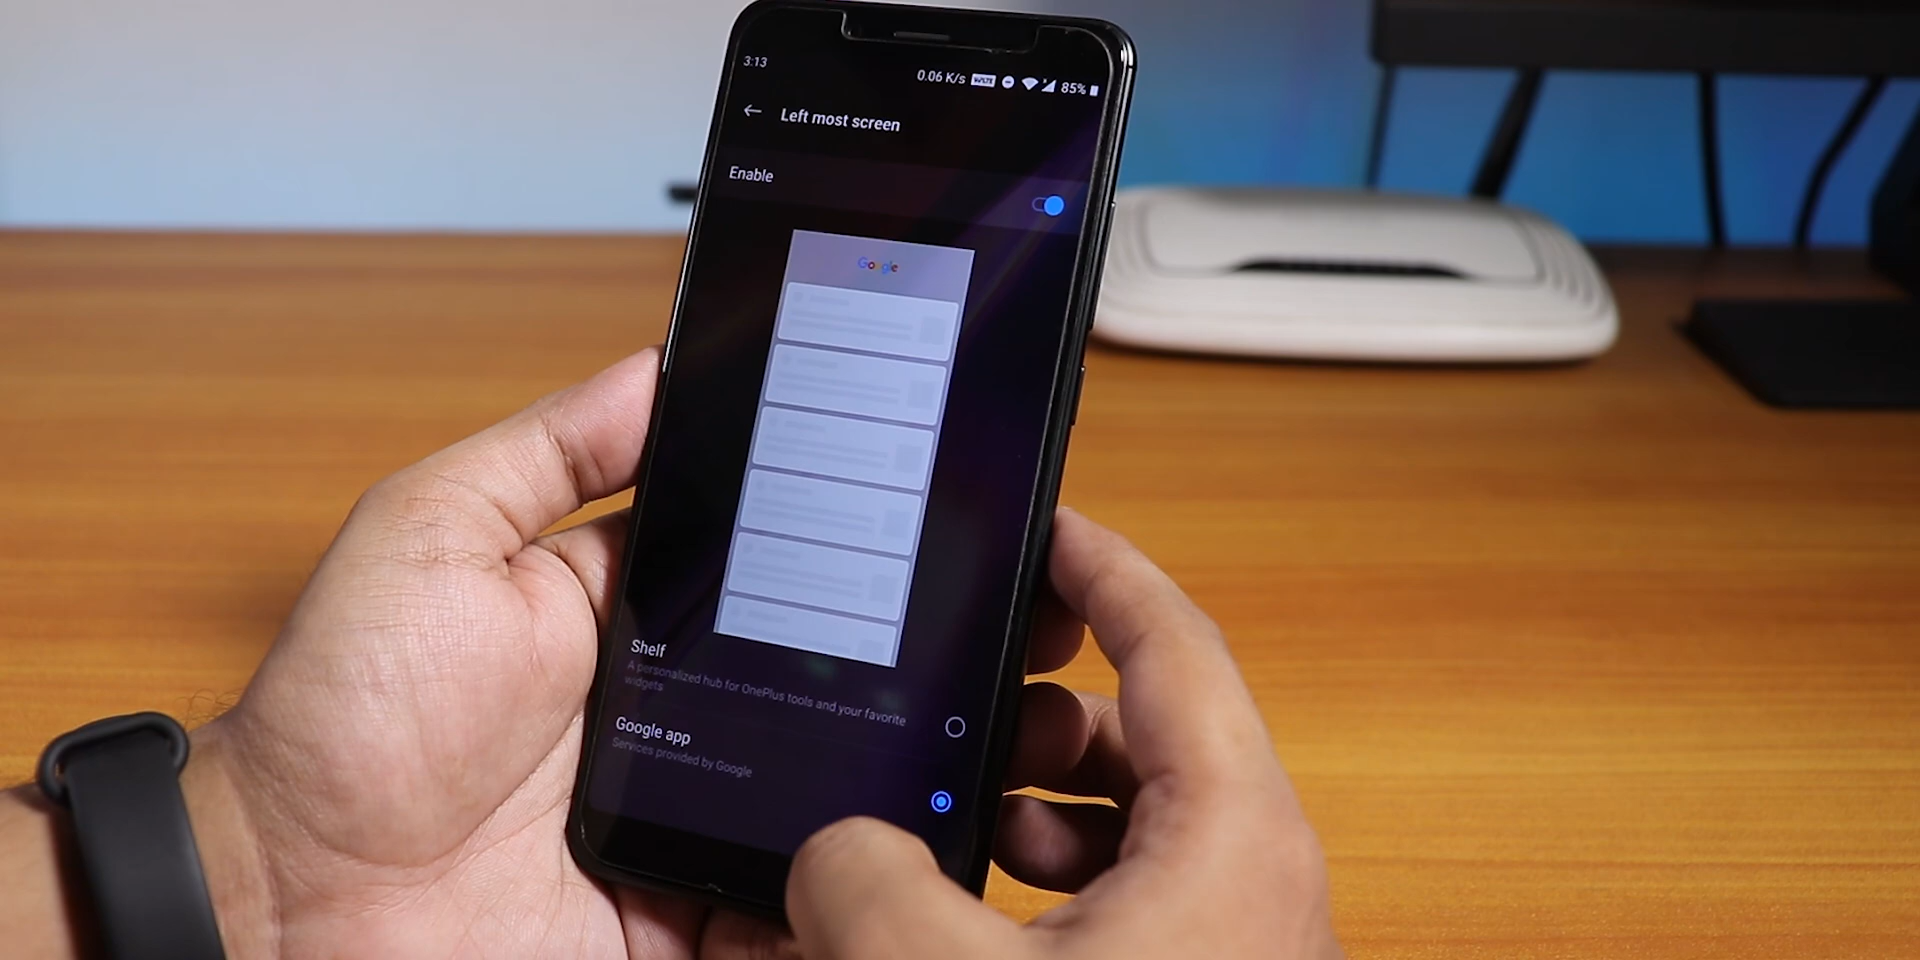 3:13
0.06 K/s VoLTE 85%
Left most screen
Enable
Google
Shelf
A personalized hub for OnePlus tools and your favorite
widgets
Google app
Services provided by Google